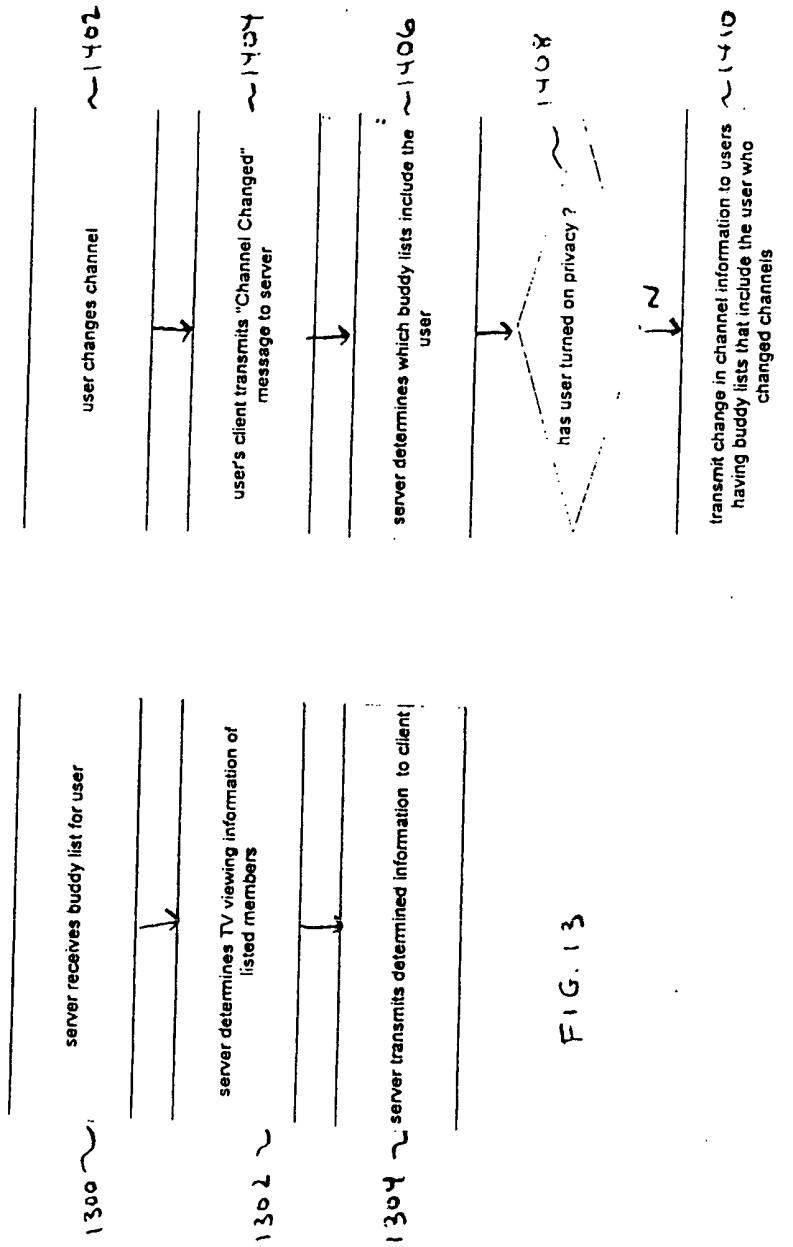 1300
server receives buddy list for user
1302
server determines TV viewing information of
listed members
1304
server transmits determined information to client
FIG. 13
user changes channel
~1402
user's client transmits "Channel Changed"
message to server
~1404
server determines which buddy lists include the
user
~1406
has user turned on privacy ?
~1408
N
transmit change in channel information to users
having buddy lists that include the user who
changed channels
~1410